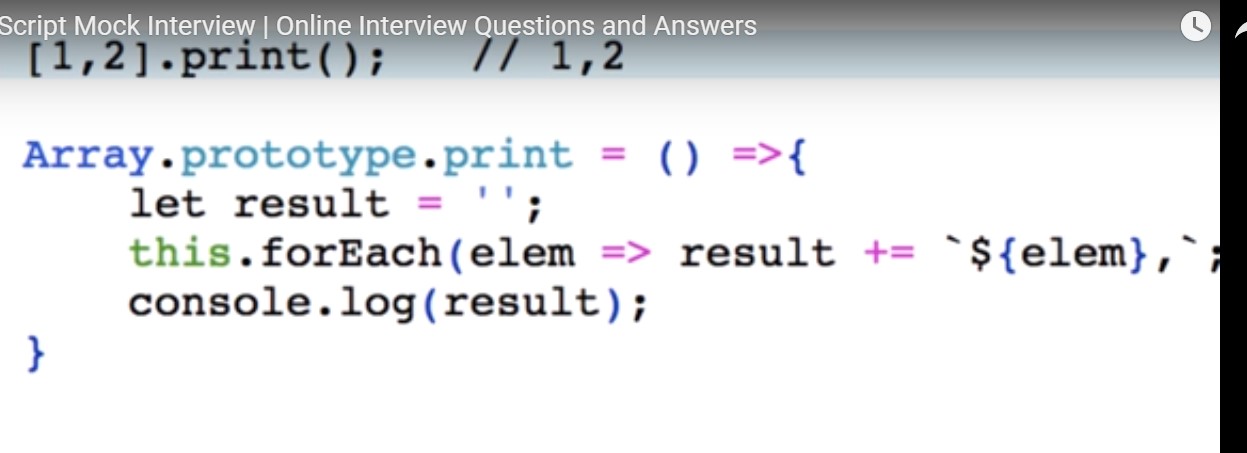 Script Mock Interview | Online Interview Questions and Answers
[1,2].print();   // 1,2
Array.prototype.print = () =>{
    let result = '';
    this.forEach(elem => result += `${elem},`;
    console.log(result);
}